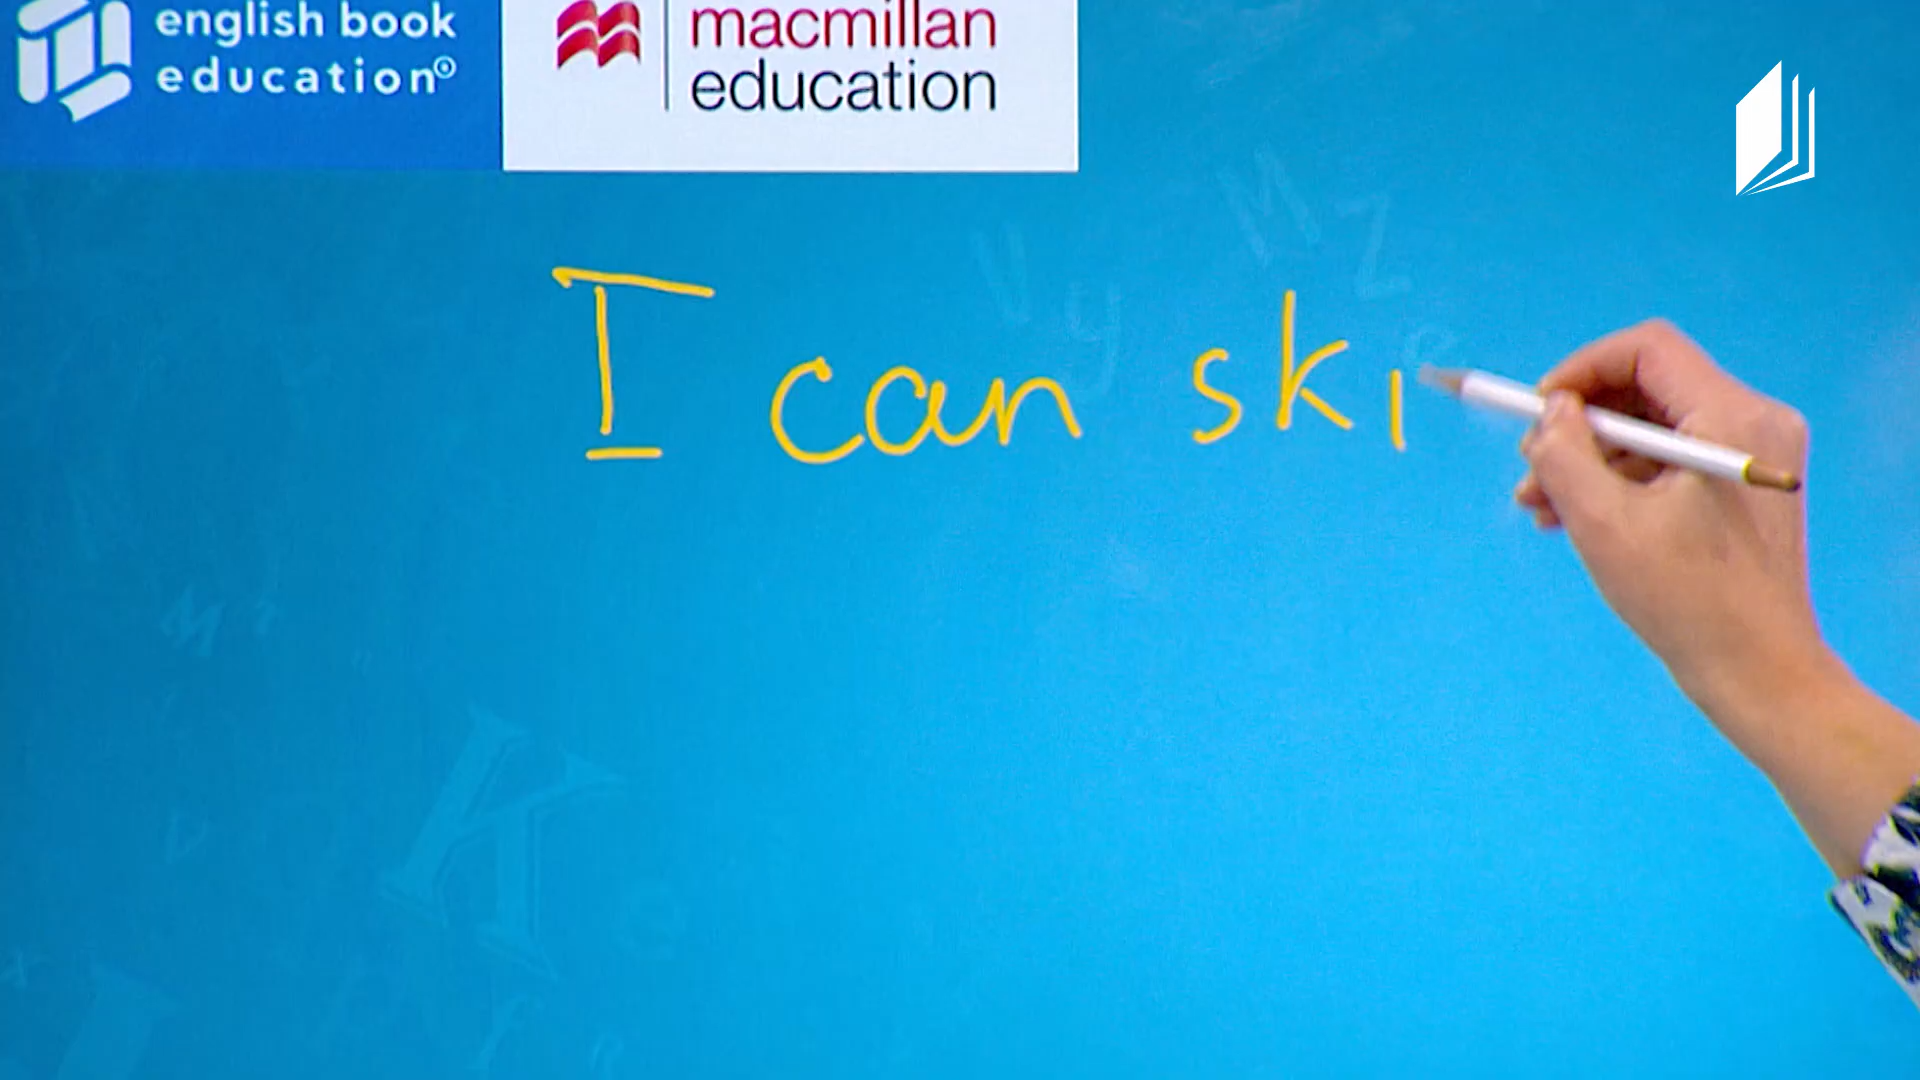 english book
education
macmillan
education
I can ski